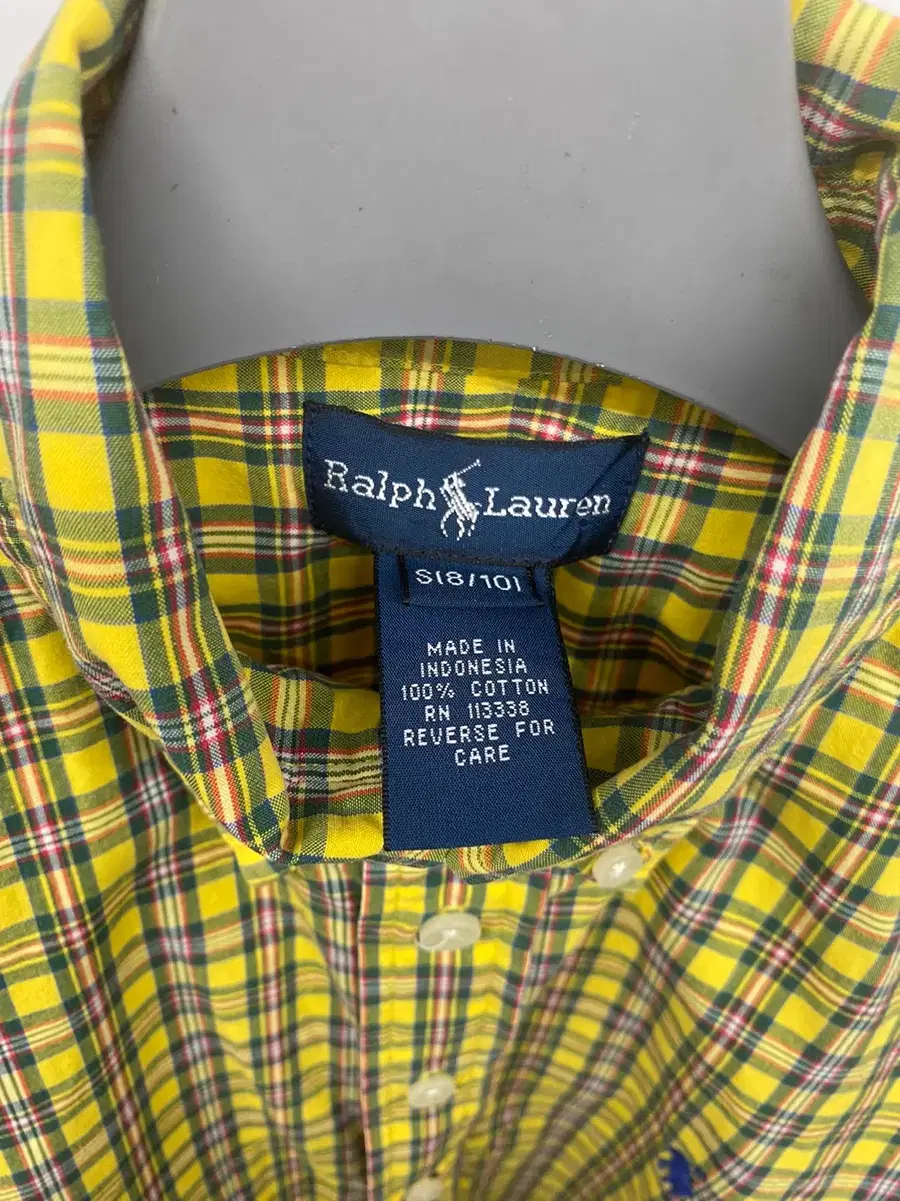 Ralph Lauren
S(8/10)
MADE IN
INDONESIA
100% COTTON
RN 113338
REVERSE FOR
CARE